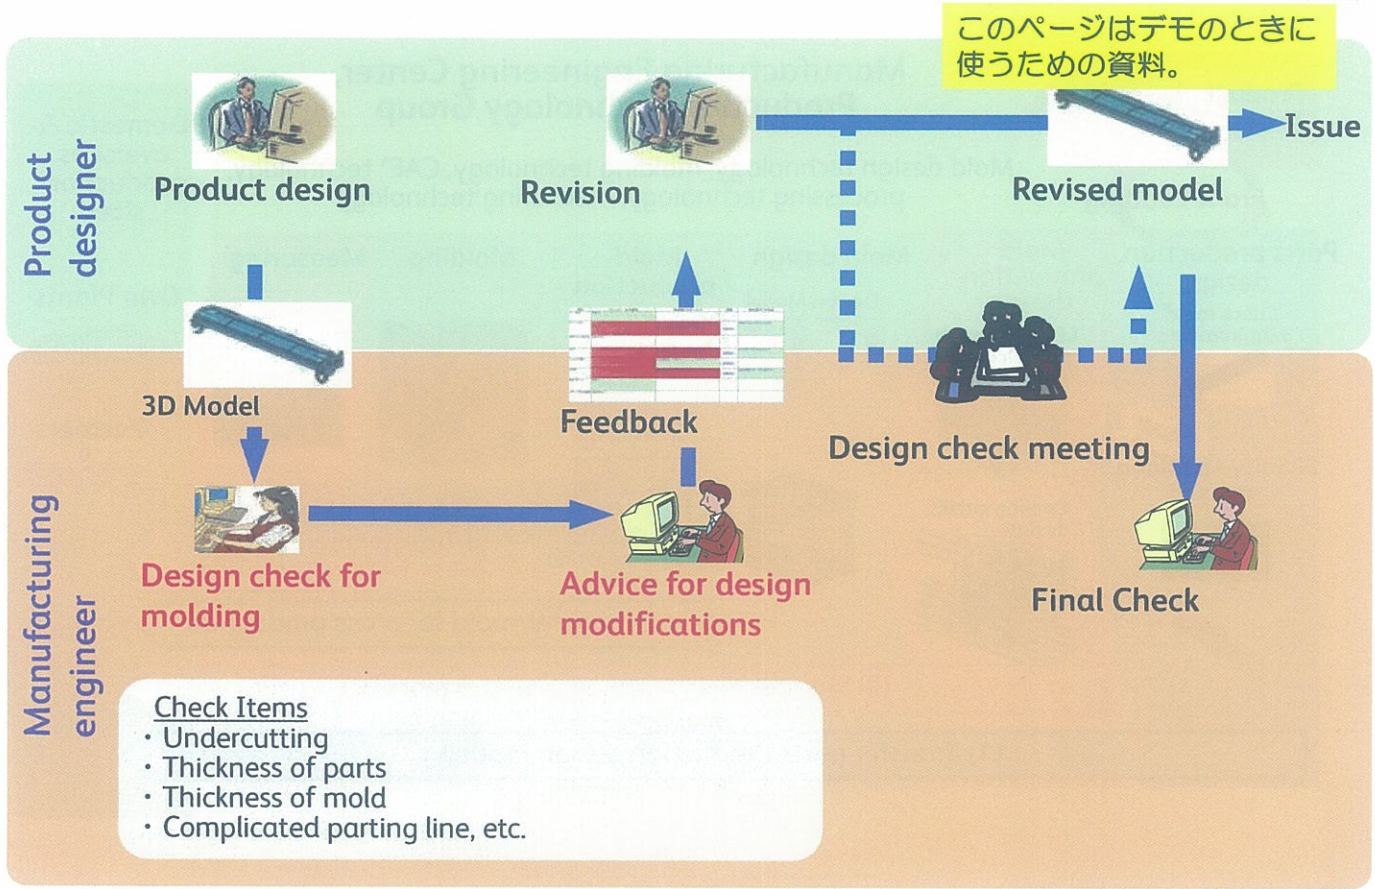 このページはデモのときに
使うための資料。
Product
designer
Product design
Revision
Revised model
Issue
3D Model
Feedback
Design check meeting
Manufacturing
engineer
Design check for
molding
Advice for design
modifications
Final Check
Check Items
・Undercutting
・Thickness of parts
・Thickness of mold
・Complicated parting line, etc.